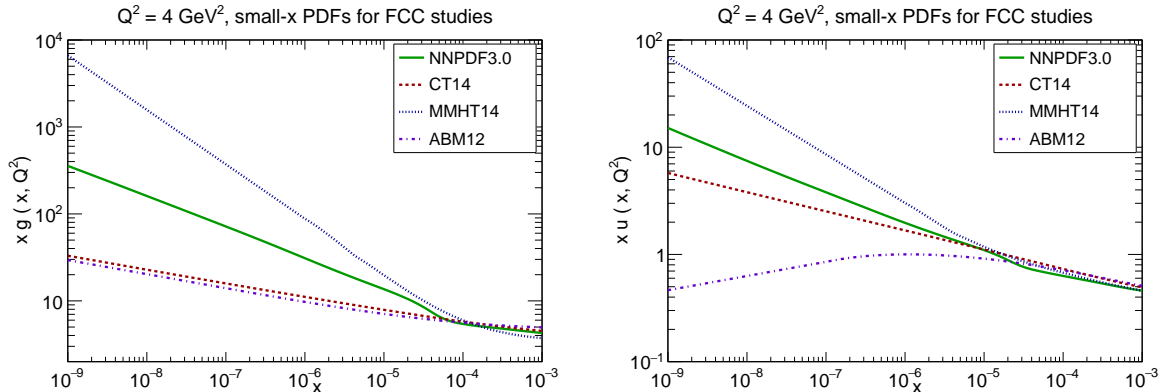 Q² = 4 GeV², small-x PDFs for FCC studies
x g ( x, Q²)
10⁴
10³
10²
10
NNPDF3.0
CT14
MMHT14
ABM12
10⁻⁹ 10⁻⁸ 10⁻⁷ 10⁻⁶ 10⁻⁵ 10⁻⁴ 10⁻³
x
Q² = 4 GeV², small-x PDFs for FCC studies
x u ( x, Q²)
10²
10
1
10⁻¹
NNPDF3.0
CT14
MMHT14
ABM12
10⁻⁹ 10⁻⁸ 10⁻⁷ 10⁻⁶ 10⁻⁵ 10⁻⁴ 10⁻³
x